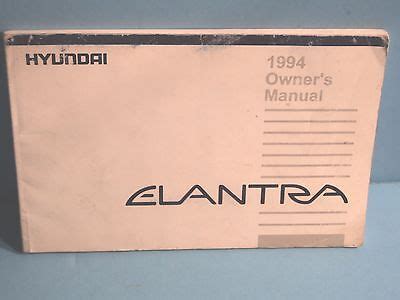 HYUNDAI
1994
Owner's
Manual
ELANTRA